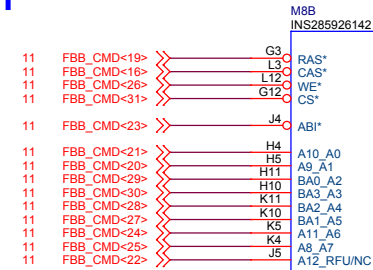 M8B
INS285926142
11 FBB_CMD<19> G3 RAS*
11 FBB_CMD<16> L3 CAS*
11 FBB_CMD<26> L12 WE*
11 FBB_CMD<31> G12 CS*
11 FBB_CMD<23> J4 ABI*
11 FBB_CMD<21> H4 A10_A0
11 FBB_CMD<20> H5 A9_A1
11 FBB_CMD<29> H11 BA0_A2
11 FBB_CMD<30> H10 BA3_A3
11 FBB_CMD<28> K11 BA2_A4
11 FBB_CMD<27> K10 BA1_A5
11 FBB_CMD<24> K5 A11_A6
11 FBB_CMD<25> K4 A8_A7
11 FBB_CMD<22> J5 A12_RFU/NC